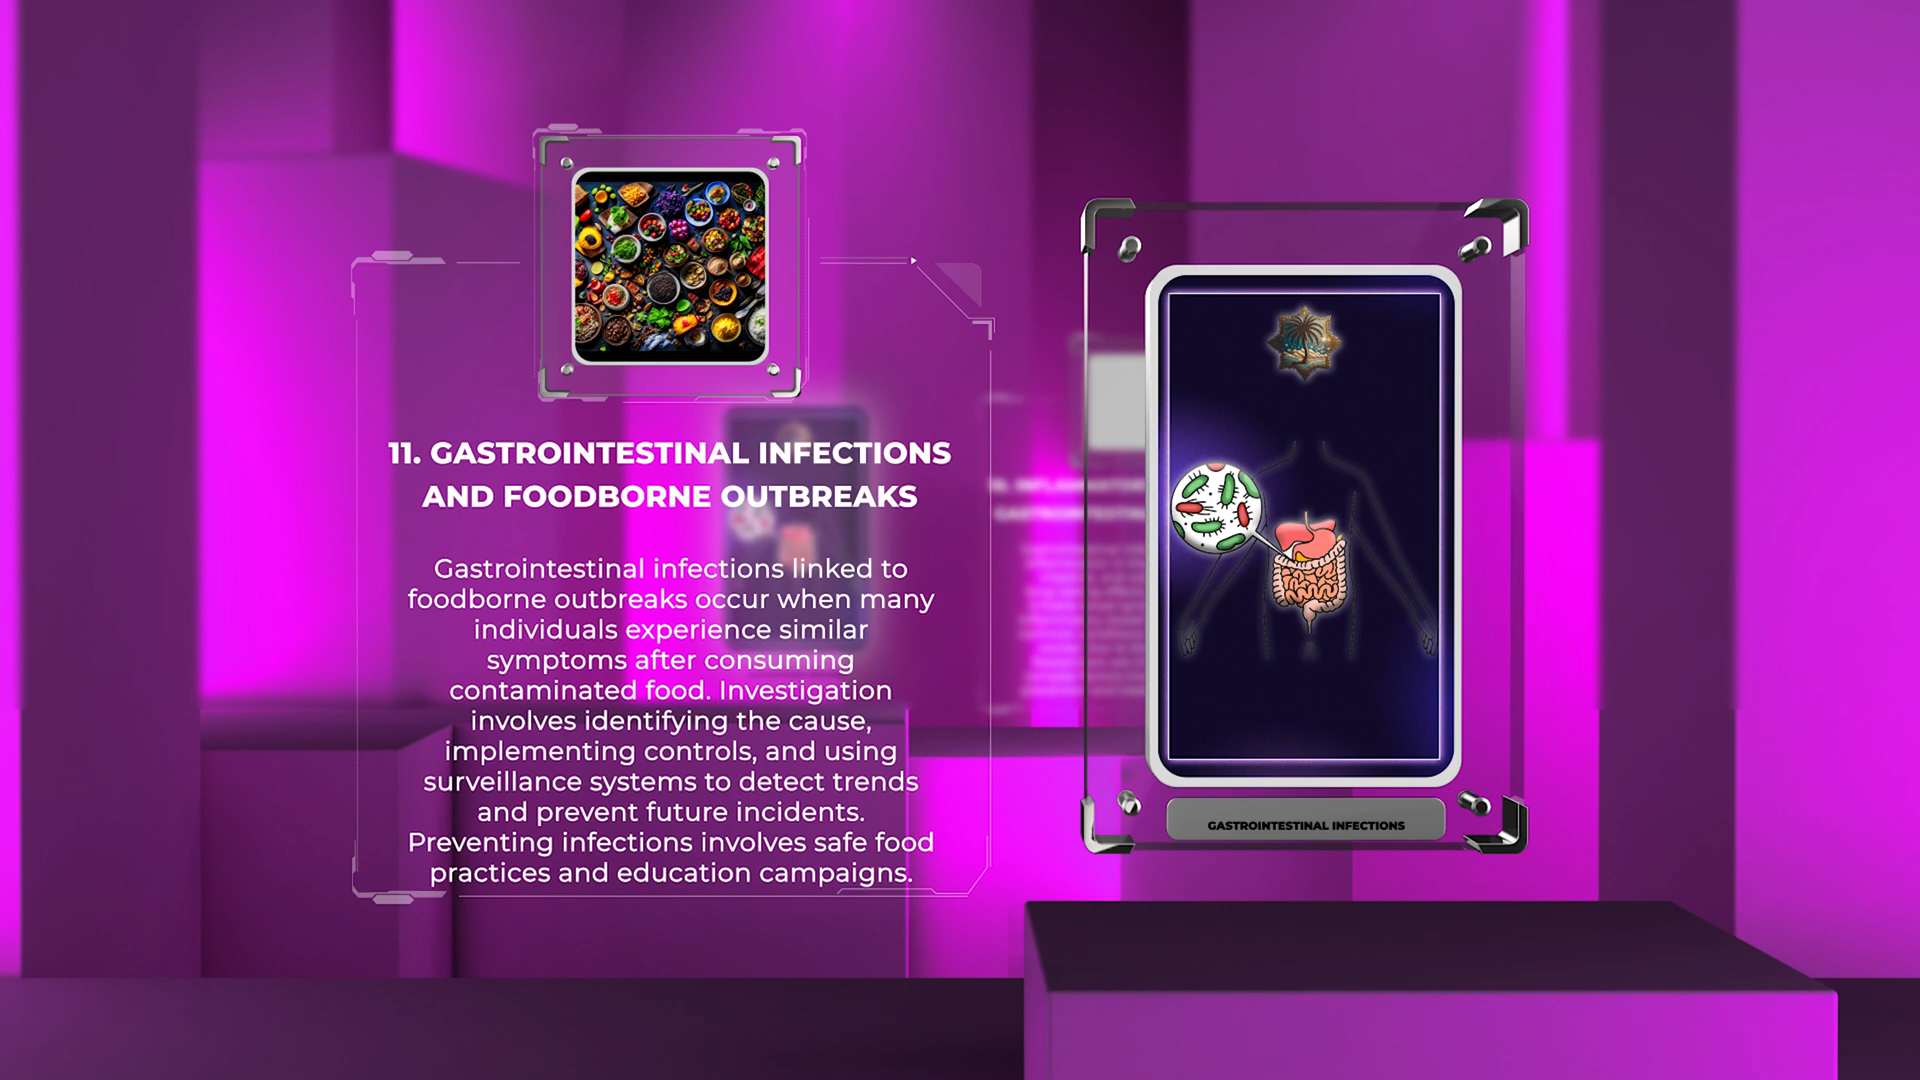 11. GASTROINTESTINAL INFECTIONS
AND FOODBORNE OUTBREAKS
Gastrointestinal infections linked to
foodborne outbreaks occur when many
individuals experience similar
symptoms after consuming
contaminated food. Investigation
involves identifying the cause,
implementing controls, and using
surveillance systems to detect trends
and prevent future incidents.
Preventing infections involves safe food
practices and education campaigns.
GASTROINTESTINAL INFECTIONS